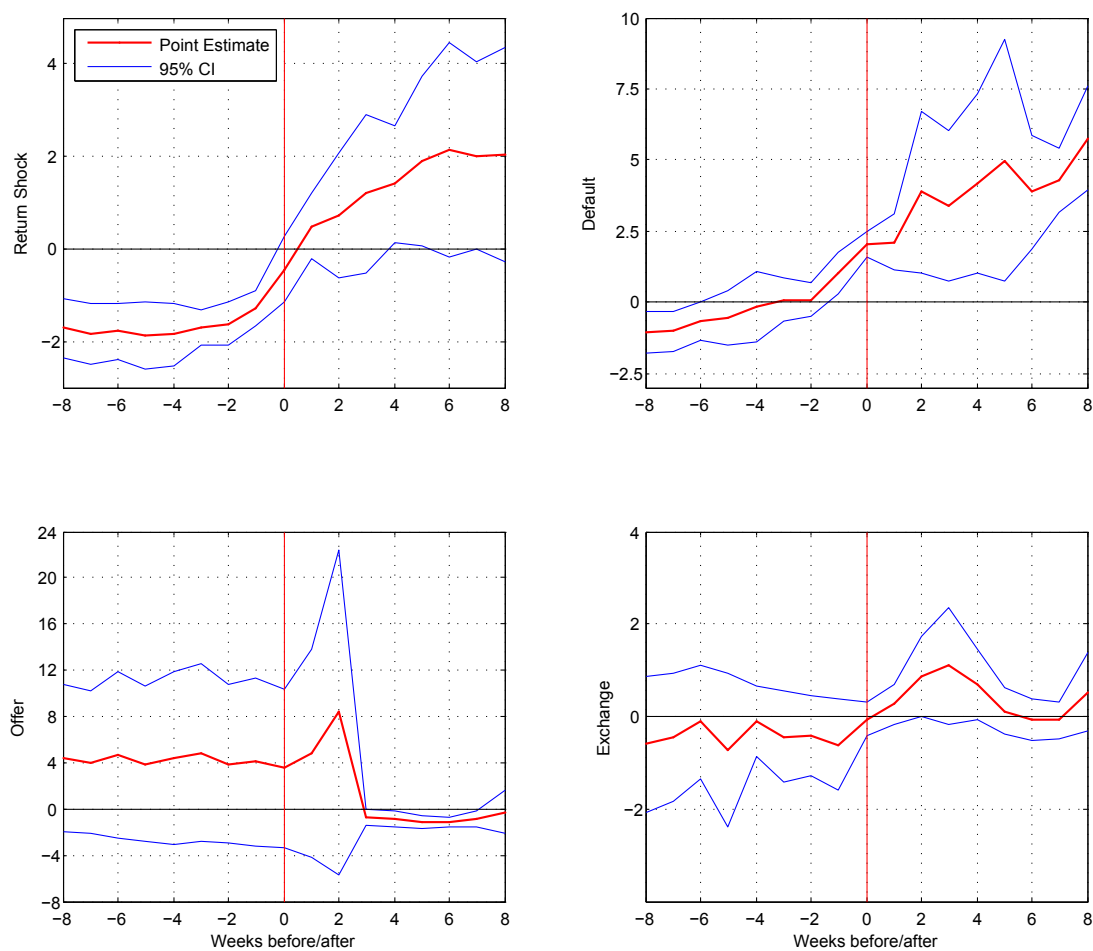 Point Estimate
95% CI
Return Shock
4
2
0
−2
−8 −6 −4 −2 0 2 4 6 8
Default
10
7.5
5
2.5
0
−2.5
−8 −6 −4 −2 0 2 4 6 8
Offer
24
20
16
12
8
4
0
−4
−8
−8 −6 −4 −2 0 2 4 6 8
Weeks before/after
Exchange
4
2
0
−2
−8 −6 −4 −2 0 2 4 6 8
Weeks before/after